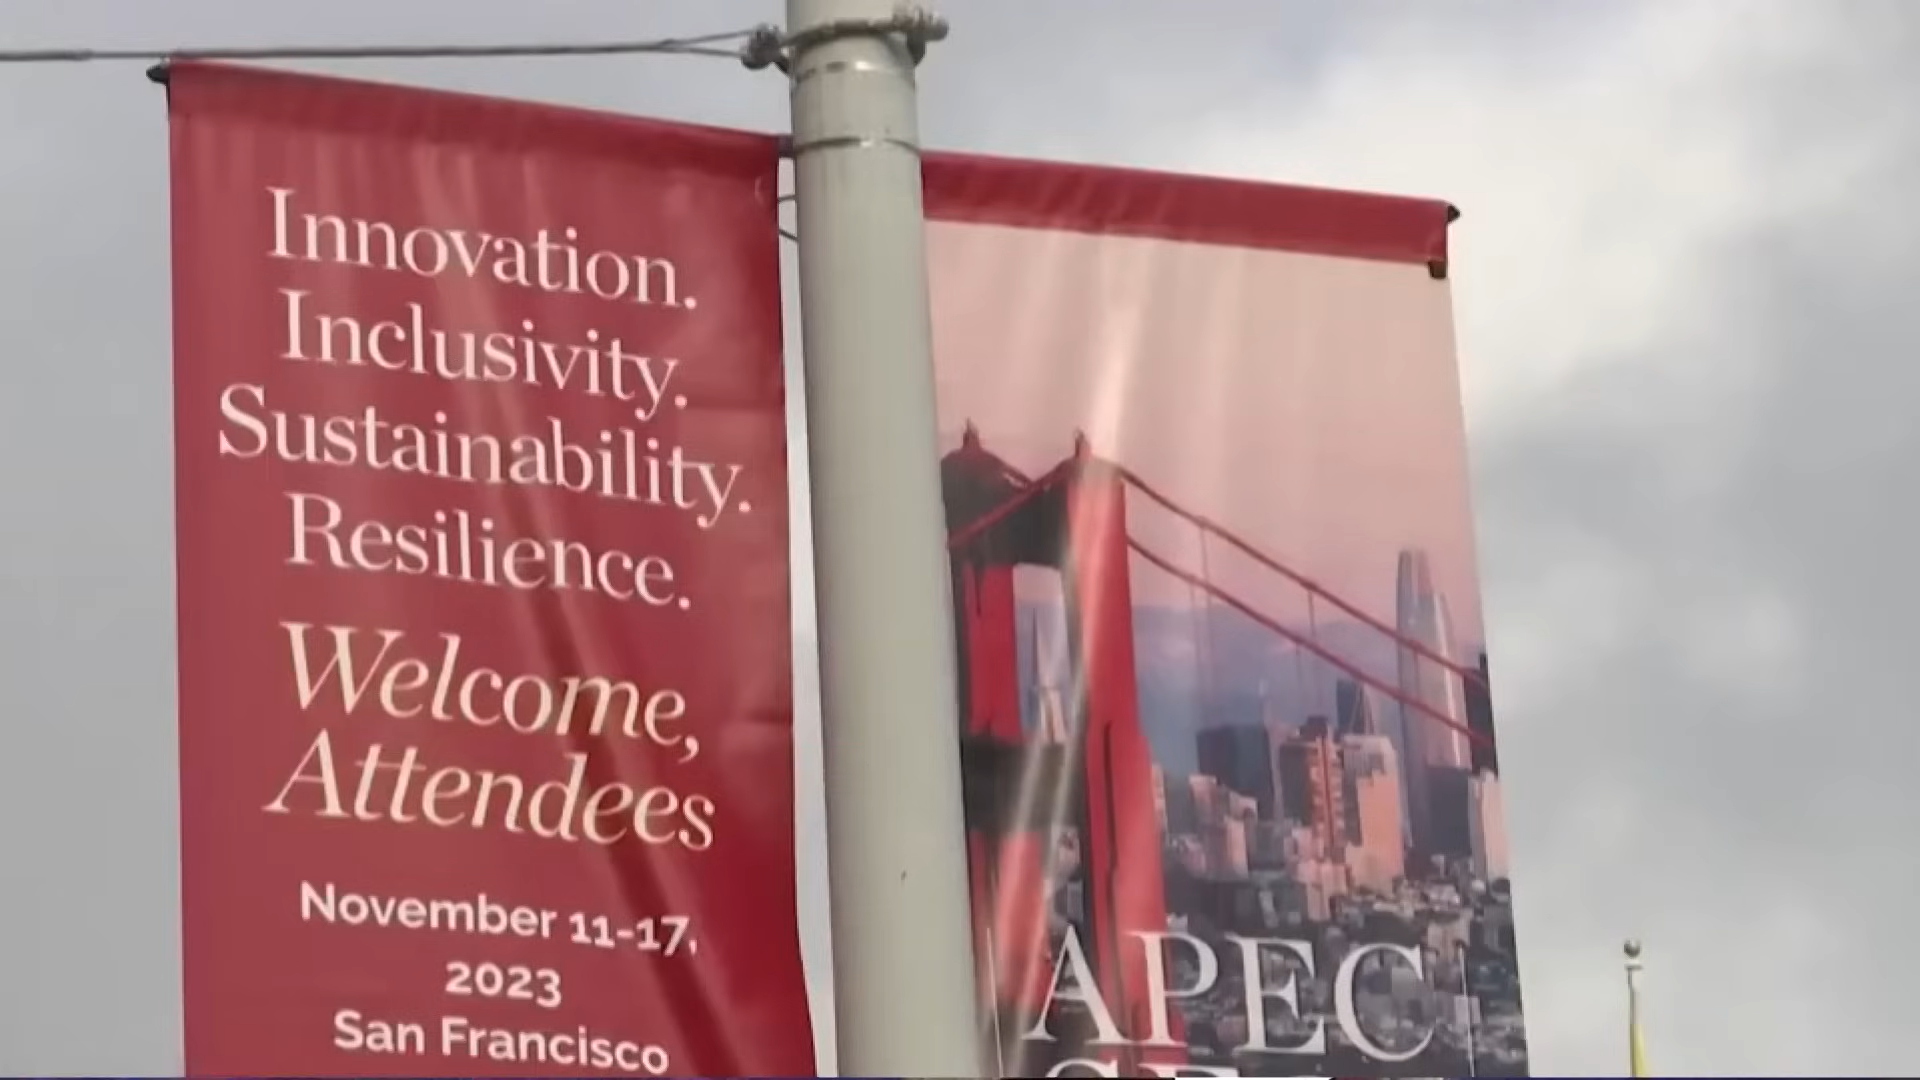 Innovation.
Inclusivity.
Sustainability.
Resilience.
Welcome,
Attendees
November 11-17,
2023
San Francisco
APEC